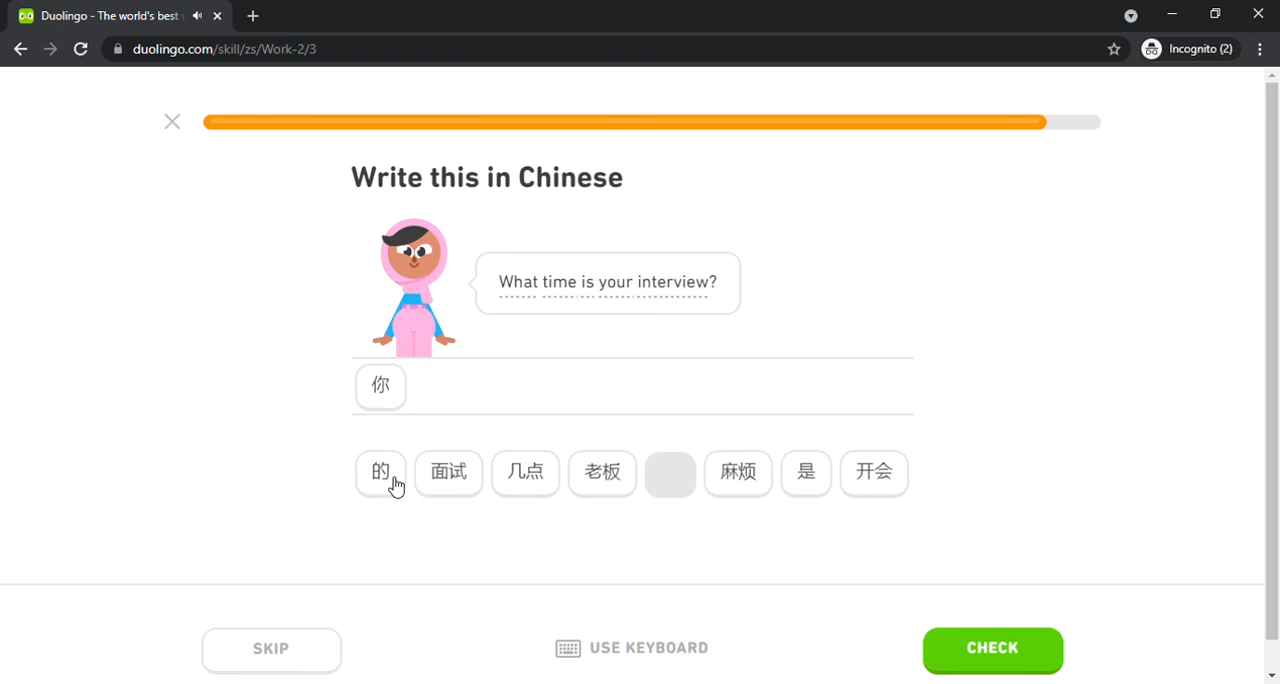 Duolingo - The world's best
duolingo.com/skill/zs/Work-2/3
Incognito (2)
Write this in Chinese
What time is your interview?
你
的 面试 几点 老板 麻烦 是 开会
SKIP
USE KEYBOARD
CHECK